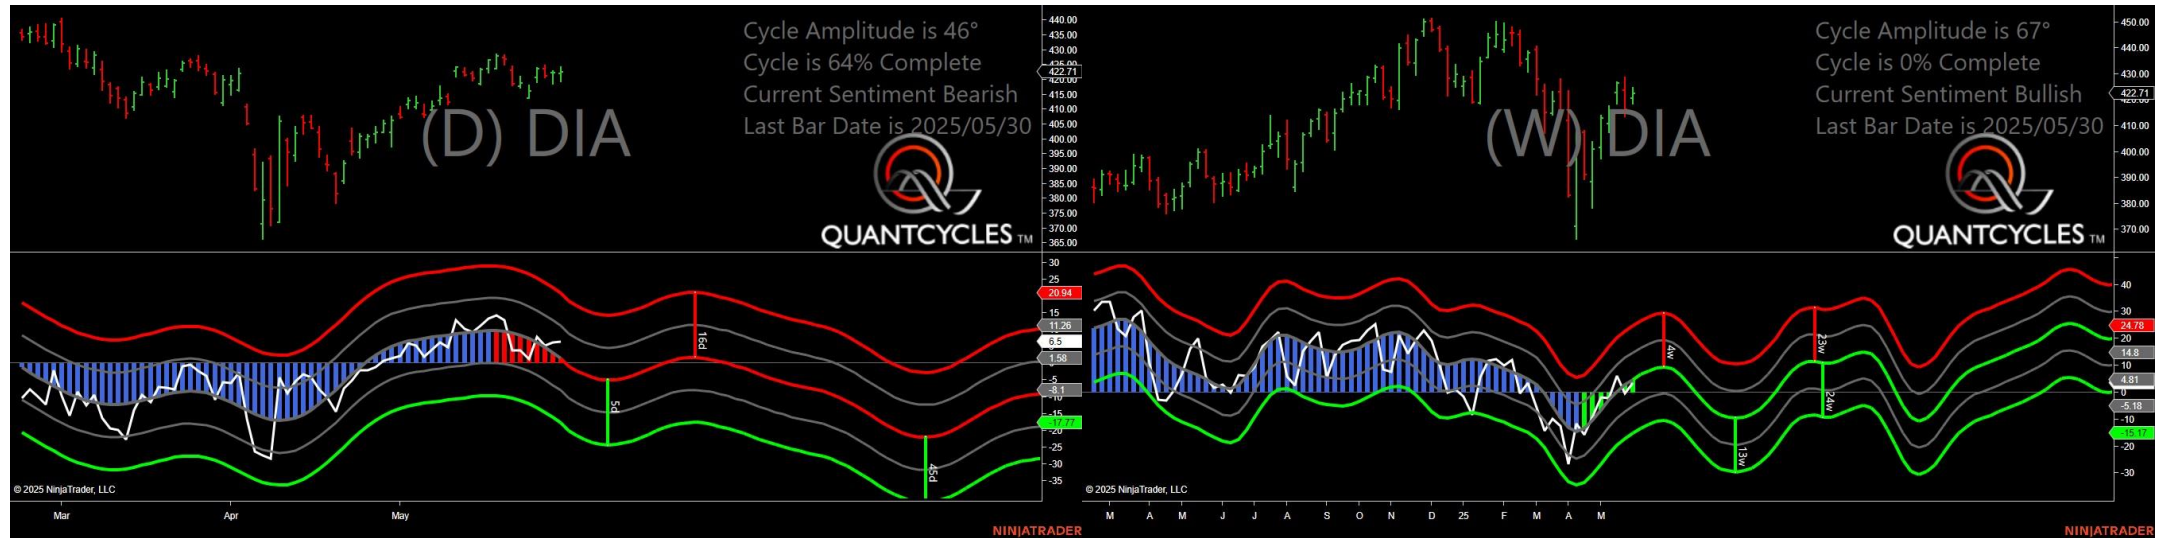 Cycle Amplitude is 46°
Cycle is 64% Complete
Current Sentiment Bearish
Last Bar Date is 2025/05/30
(D) DIA
QUANTCYCLES TM
440.00
435.00
430.00
425.00
422.71
420.00
415.00
410.00
405.00
400.00
395.00
390.00
385.00
380.00
375.00
370.00
365.00
30
25
20.94
15
11.26
6.5
1.58
-5
-8.1
-10
-15
-17.77
-20
-25
-30
-35
16d
5d
45d
© 2025 NinjaTrader, LLC
Mar Apr May
NINJATRADER
Cycle Amplitude is 67°
Cycle is 0% Complete
Current Sentiment Bullish
Last Bar Date is 2025/05/30
(W) DIA
QUANTCYCLES TM
450.00
440.00
430.00
422.71
420.00
410.00
400.00
390.00
380.00
370.00
40
30
24.78
20
14.8
10
4.81
0
-5.18
-10
-15.17
-20
-30
4w
23w
13w
24w
© 2025 NinjaTrader, LLC
M A M J J A S O N D 25 F M A M
NINJATRADER